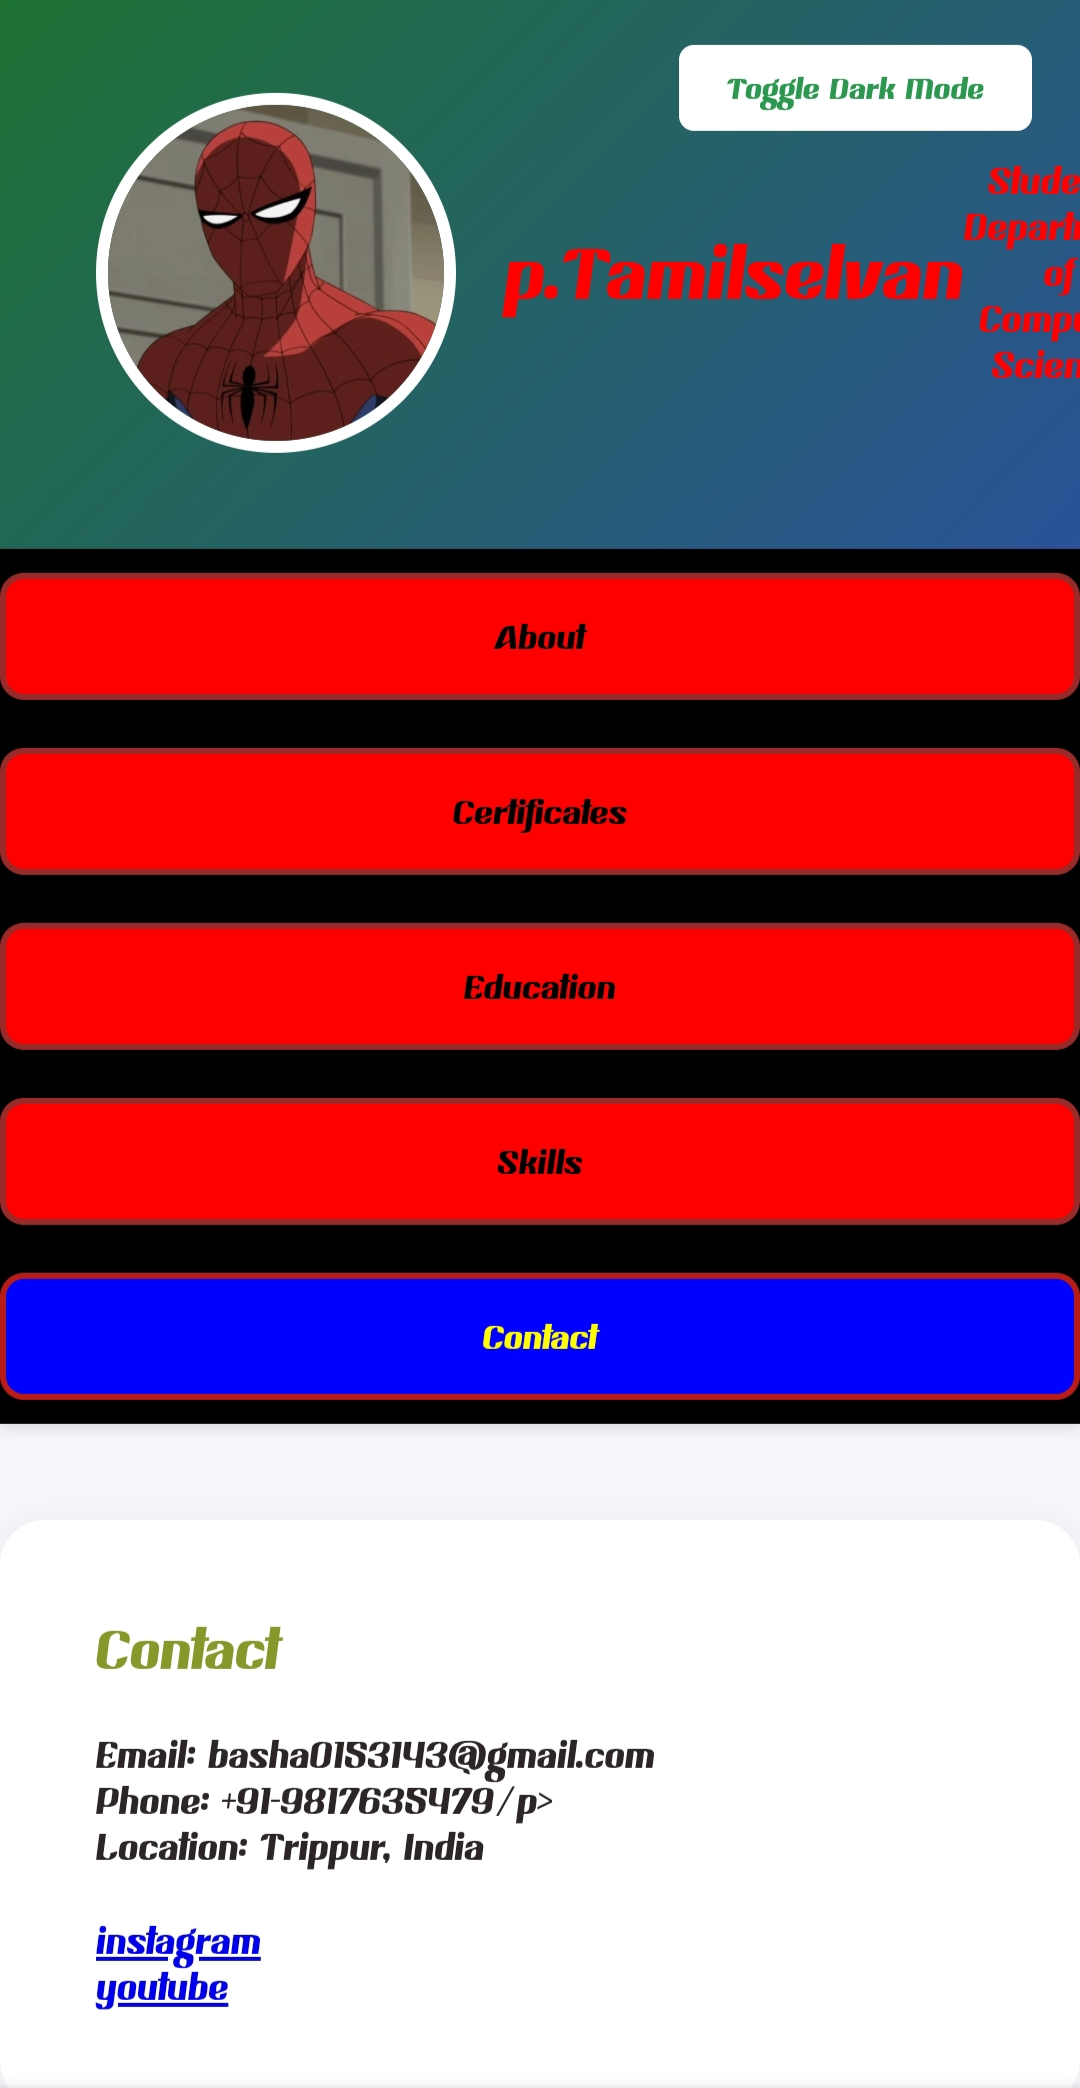 Toggle Dark Mode
p.Tamilselvan
of
About
Certificates
Education
Skills
Contact
Contact
Email: basha0153143@gmail.com
Phone: +91-9817635479/p>
Location: Trippur, India
instagram
youtube